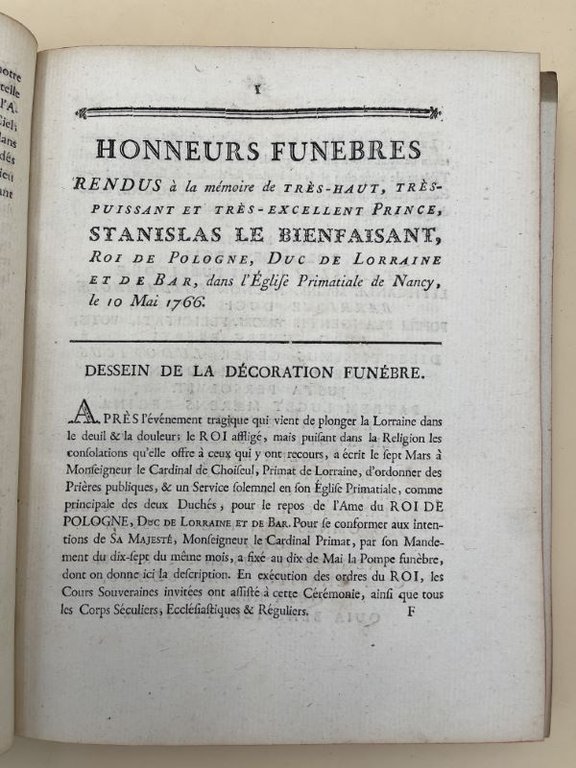 otre
telle
l'A-
Ciel;
dans
dés
ieu
ant
I
HONNEURS FUNEBRES
RENDUS à la mémoire de TRÈS-HAUT, TRÈS-
PUISSANT ET TRÈS-EXCELLENT PRINCE,
STANISLAS LE BIENFAISANT,
ROI DE POLOGNE, DUC DE LORRAINE
ET DE BAR, dans l'Égliſe Primatiale de Nancy,
le 10 Mai 1766.
DESSEIN DE LA DÉCORATION FUNÉBRE.
APRÈS l'événement tragique qui vient de plonger la Lorraine dans
le deuil & la douleur; le ROI affligé, mais puiſant dans la Religion les
conſolations qu'elle offre à ceux qui y ont recours, a écrit le ſept Mars à
Monſeigneur le Cardinal de Choiſeul, Primat de Lorraine, d'ordonner des
Prières publiques, & un Service ſolemnel en ſon Égliſe Primatiale, comme
principale des deux Duchés, pour le repos de l'Ame du ROI DE
POLOGNE, DUC DE LORRAINE ET DE BAR. Pour ſe conformer aux inten-
tions de SA MAJESTÉ, Monſeigneur le Cardinal Primat, par ſon Mande-
ment du dix-ſept du même mois, a fixé au dix de Mai la Pompe funèbre,
dont on donne ici la deſcription. En exécution des ordres du ROI, les
Cours Souveraines invitées ont aſſiſté à cette Cérémonie, ainſi que tous
les Corps Séculiers, Eccléſiaſtiques & Réguliers. F